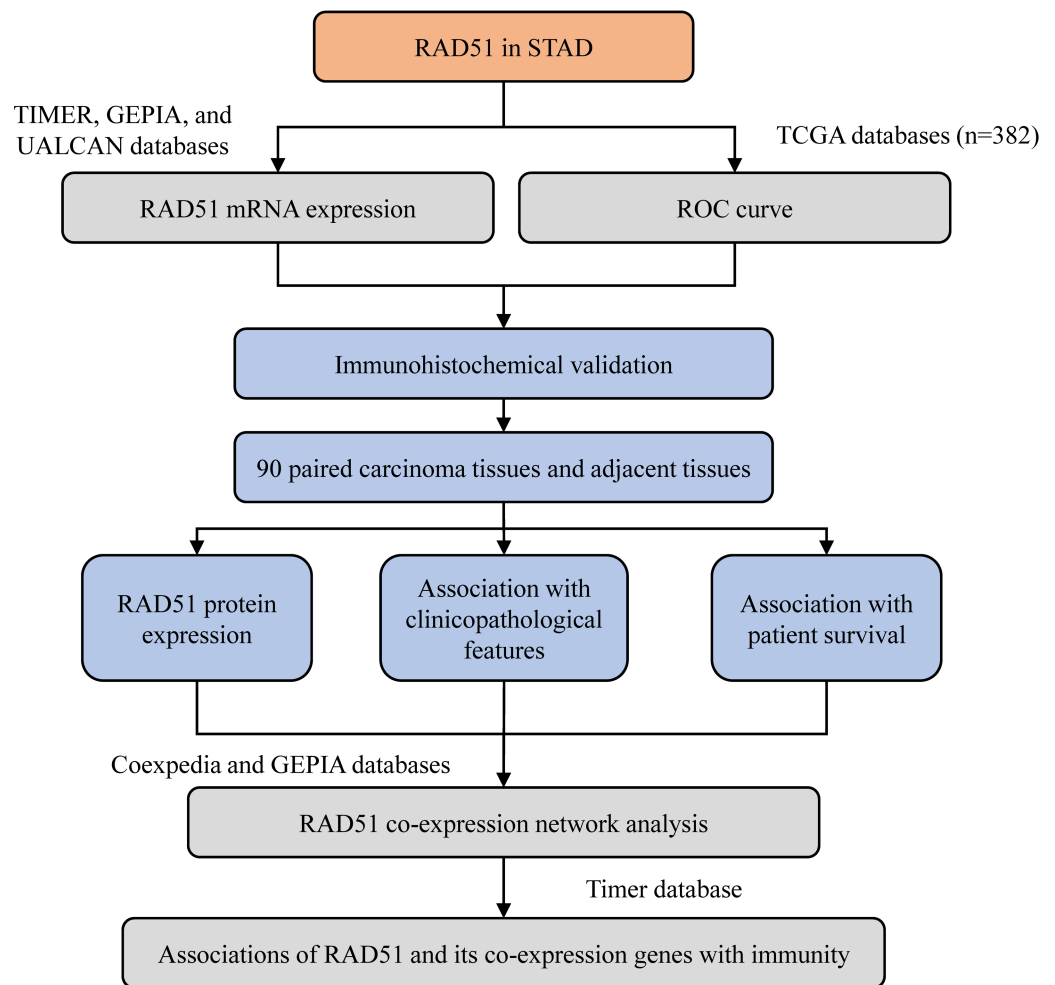 RAD51 in STAD
TIMER, GEPIA, and
UALCAN databases
TCGA databases (n=382)
RAD51 mRNA expression
ROC curve
Immunohistochemical validation
90 paired carcinoma tissues and adjacent tissues
RAD51 protein
expression
Association with
clinicopathological
features
Association with
patient survival
Coexpedia and GEPIA databases
RAD51 co-expression network analysis
Timer database
Associations of RAD51 and its co-expression genes with immunity